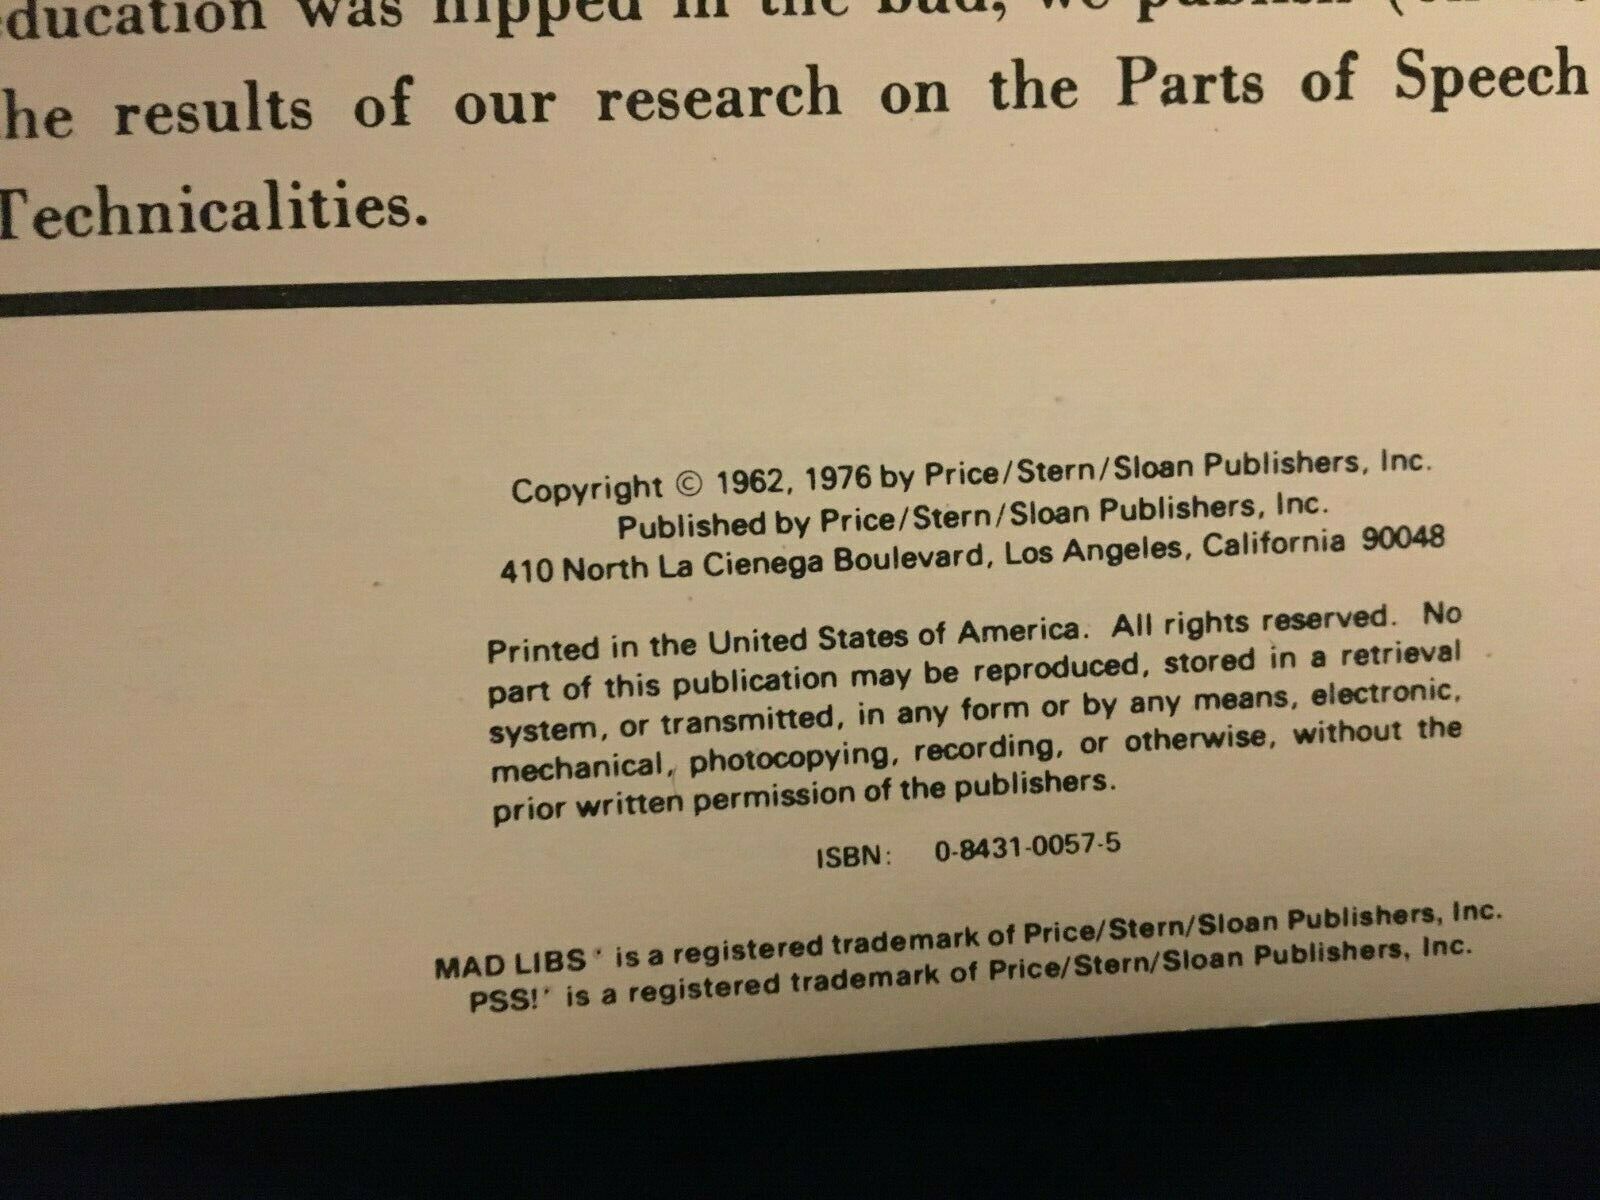 education was nipped in the bud, we publish
he results of our research on the Parts of Speech
Technicalities.
Copyright © 1962, 1976 by Price/Stern/Sloan Publishers, Inc.
Published by Price/Stern/Sloan Publishers, Inc.
410 North La Cienega Boulevard, Los Angeles, California 90048
Printed in the United States of America. All rights reserved. No
part of this publication may be reproduced, stored in a retrieval
system, or transmitted, in any form or by any means, electronic,
mechanical, photocopying, recording, or otherwise, without the
prior written permission of the publishers.
ISBN: 0-8431-0057-5
MAD LIBS® is a registered trademark of Price/Stern/Sloan Publishers, Inc.
PSS!® is a registered trademark of Price/Stern/Sloan Publishers, Inc.